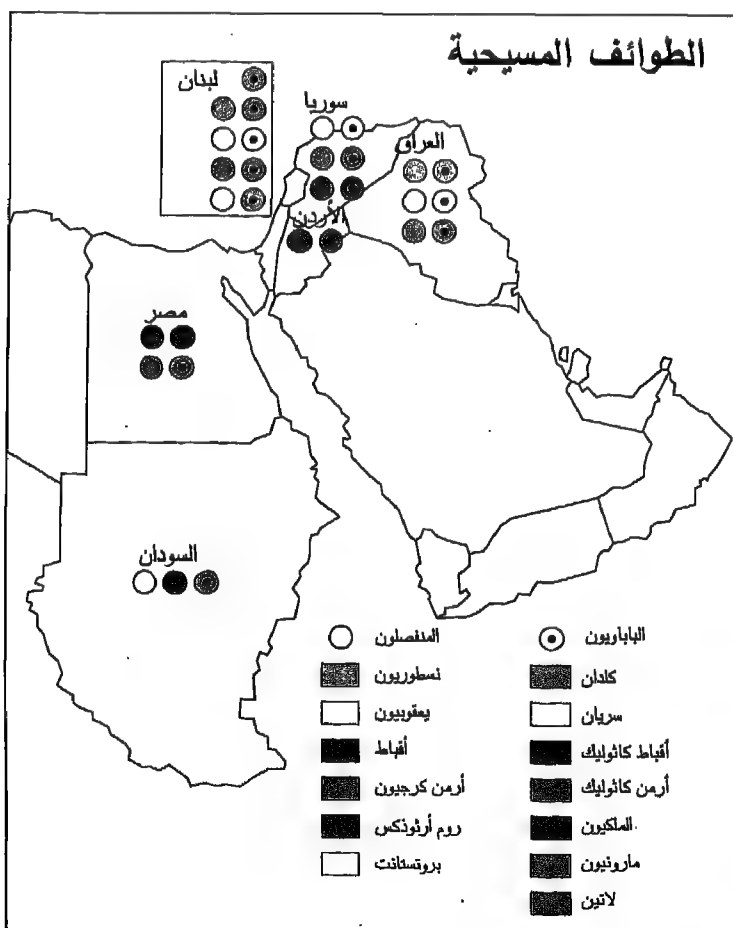 الطوائف المسيحية
لبنان
سوريا
العراق
الأردن
مصر
السودان
المنفصلون
نسطوريون
يعقوبيون
أقباط
أرمن كرجيون
روم أرثوذكس
بروتستانت
الباباويون
كلدان
سريان
أقباط كاثوليك
أرمن كاثوليك
الملكيون
مارونيون
لاتين